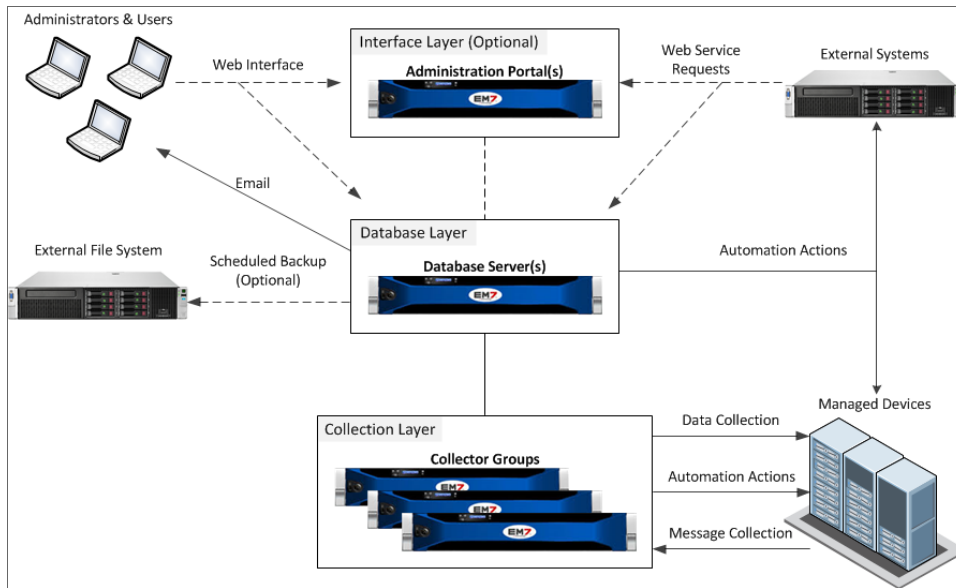 Administrators & Users
Interface Layer (Optional)
Administration Portal(s)
EM7
Web Interface
Web Service
Requests
External Systems
Email
Database Layer
Database Server(s)
EM7
External File System
Scheduled Backup
(Optional)
Automation Actions
Managed Devices
Collection Layer
Collector Groups
EM7
EM7
EM7
Data Collection
Automation Actions
Message Collection